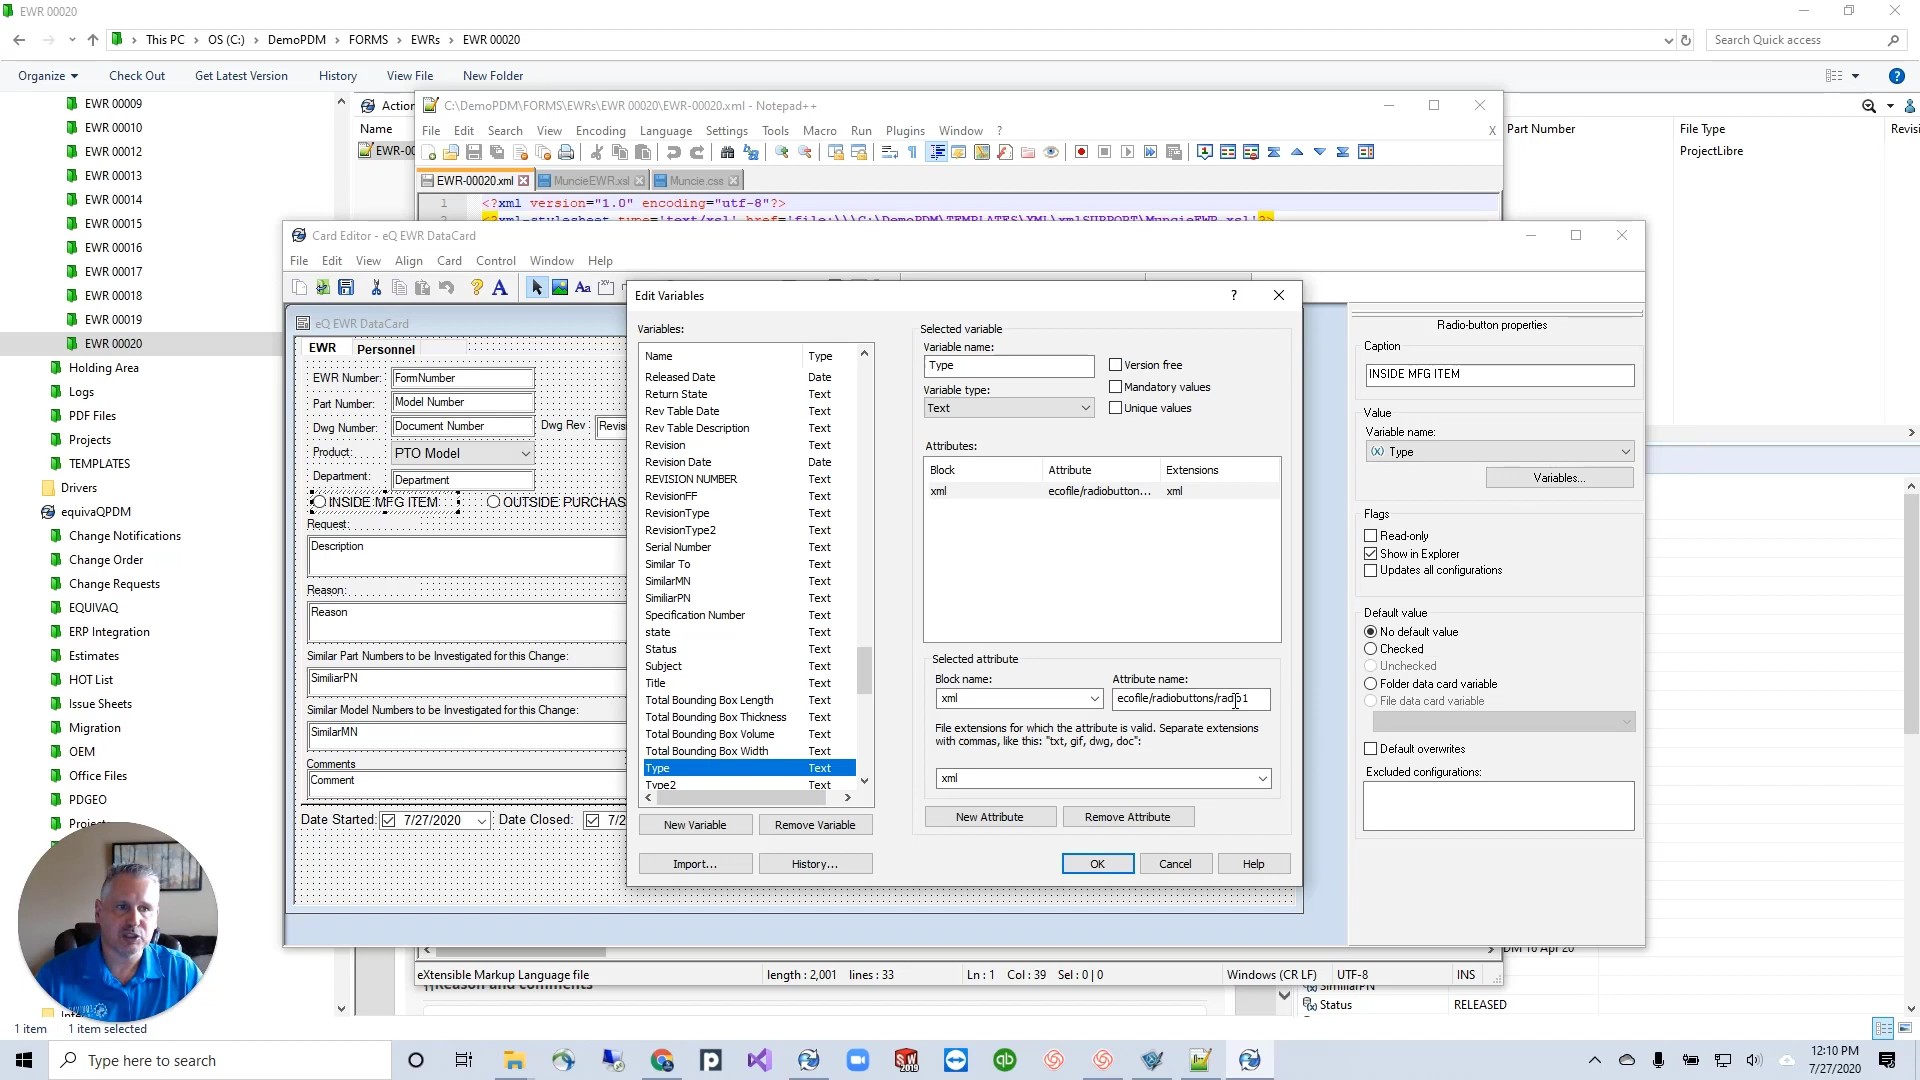 EWR 00020
This PC
OS (C:)
DemoPDM
FORMS
EWRs
EWR 00020
Search Quick access
Organize
Check Out
Get Latest Version
History
View File
New Folder
EWR 00009
EWR 00010
EWR 00012
EWR 00013
EWR 00014
EWR 00015
EWR 00016
EWR 00017
EWR 00018
EWR 00019
EWR 00020
Holding Area
Logs
PDF Files
Projects
TEMPLATES
Drivers
equivaQPDM
Change Notifications
Change Order
Change Requests
EQUIVAQ
ERP Integration
Estimates
HOT List
Issue Sheets
Migration
OEM
Office Files
PDGEO
1 item
1 item selected
Name
Part Number
File Type
ProjectLibre
C:\DemoPDM\FORMS\EWRs\EWR 00020\EWR-00020.xml - Notepad++
File Edit Search View Encoding Language Settings Tools Macro Run Plugins Window ?
X
EWR-00020.xml
MuncieEWR.xsl
Muncie.css
1 <?xml version="1.0" encoding="utf-8"?>
2 <?xml-stylesheet type='text/xsl' href='file:\\\C:\DemoPDM\TEMPLATES\XML\xmlSUPPORT\MuncieEWR.xsl'?>
Card Editor - eQ EWR DataCard
File Edit View Align Card Control Window Help
eQ EWR DataCard
EWR
Personnel
EWR Number: FormNumber
Part Number: Model Number
Dwg Number: Document Number
Dwg Rev
Product: PTO Model
Department: Department
INSIDE MFG ITEM
Request:
Description
Reason:
Reason
Similar Part Numbers to be Investigated for this Change:
SimiliarPN
Similar Model Numbers to be Investigated for this Change:
SimilarMN
Comments
Comment
Date Started: 7/27/2020
Date Closed:
Edit Variables
?
Variables:
Name Type
Released Date Date
Return State Text
Rev Table Date Text
Rev Table Description Text
Revision Text
Revision Date Date
REVISION NUMBER Text
RevisionFF Text
RevisionType Text
RevisionType2 Text
Serial Number Text
Similar To Text
SimilarMN Text
SimiliarPN Text
Specification Number Text
state Text
Status Text
Subject Text
Title Text
Total Bounding Box Length Text
Total Bounding Box Thickness Text
Total Bounding Box Volume Text
Total Bounding Box Width Text
Type Text
Type2 Text
New Variable
Remove Variable
Import...
History...
Selected variable
Variable name:
Type
Variable type:
Text
Version free
Mandatory values
Unique values
Attributes:
Block Attribute Extensions
xml ecofile/radiobutton... xml
Selected attribute
Block name:
xml
Attribute name:
ecofile/radiobuttons/radio1
File extensions for which the attribute is valid. Separate extensions
with commas, like this: "txt, gif, dwg, doc":
xml
New Attribute
Remove Attribute
OK
Cancel
Help
Radio-button properties
Caption
INSIDE MFG ITEM
Value
Variable name:
(x) Type
Variables...
Flags
Read-only
Show in Explorer
Updates all configurations
Default value
No default value
Checked
Unchecked
Folder data card variable
File data card variable
Default overwrites
Excluded configurations:
eXtensible Markup Language file
length : 2,001 lines : 33
Ln : 1 Col : 39 Sel : 0 | 0
Windows (CR LF)
UTF-8
INS
Status
RELEASED
Type here to search
12:10 PM
7/27/2020